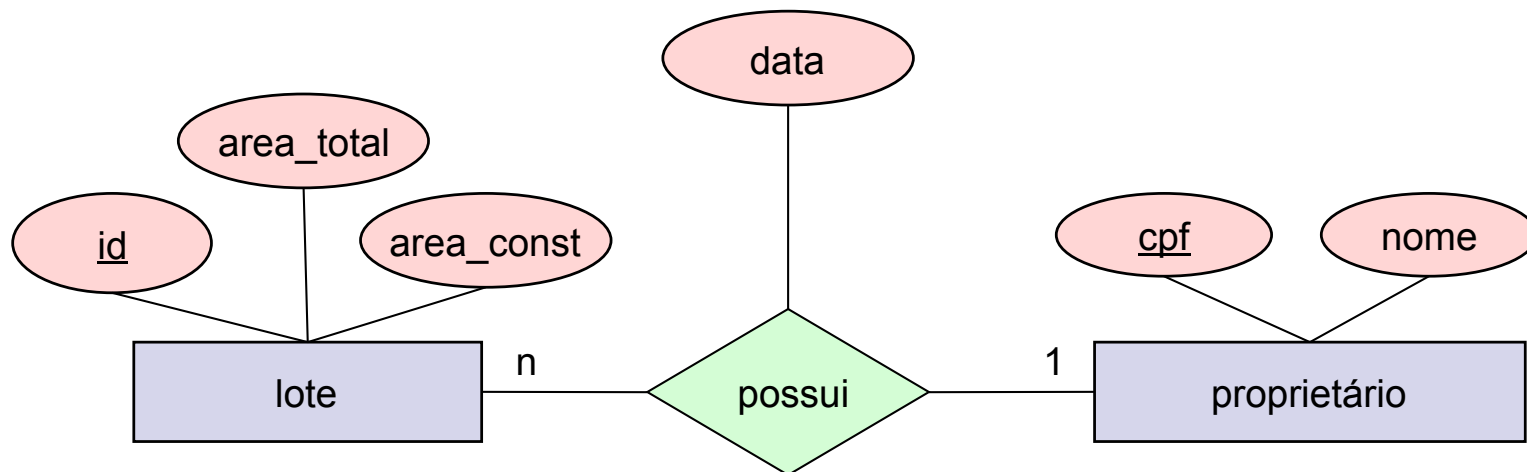 data
area_total
id
area_const
cpf
nome
lote
n
possui
1
proprietário